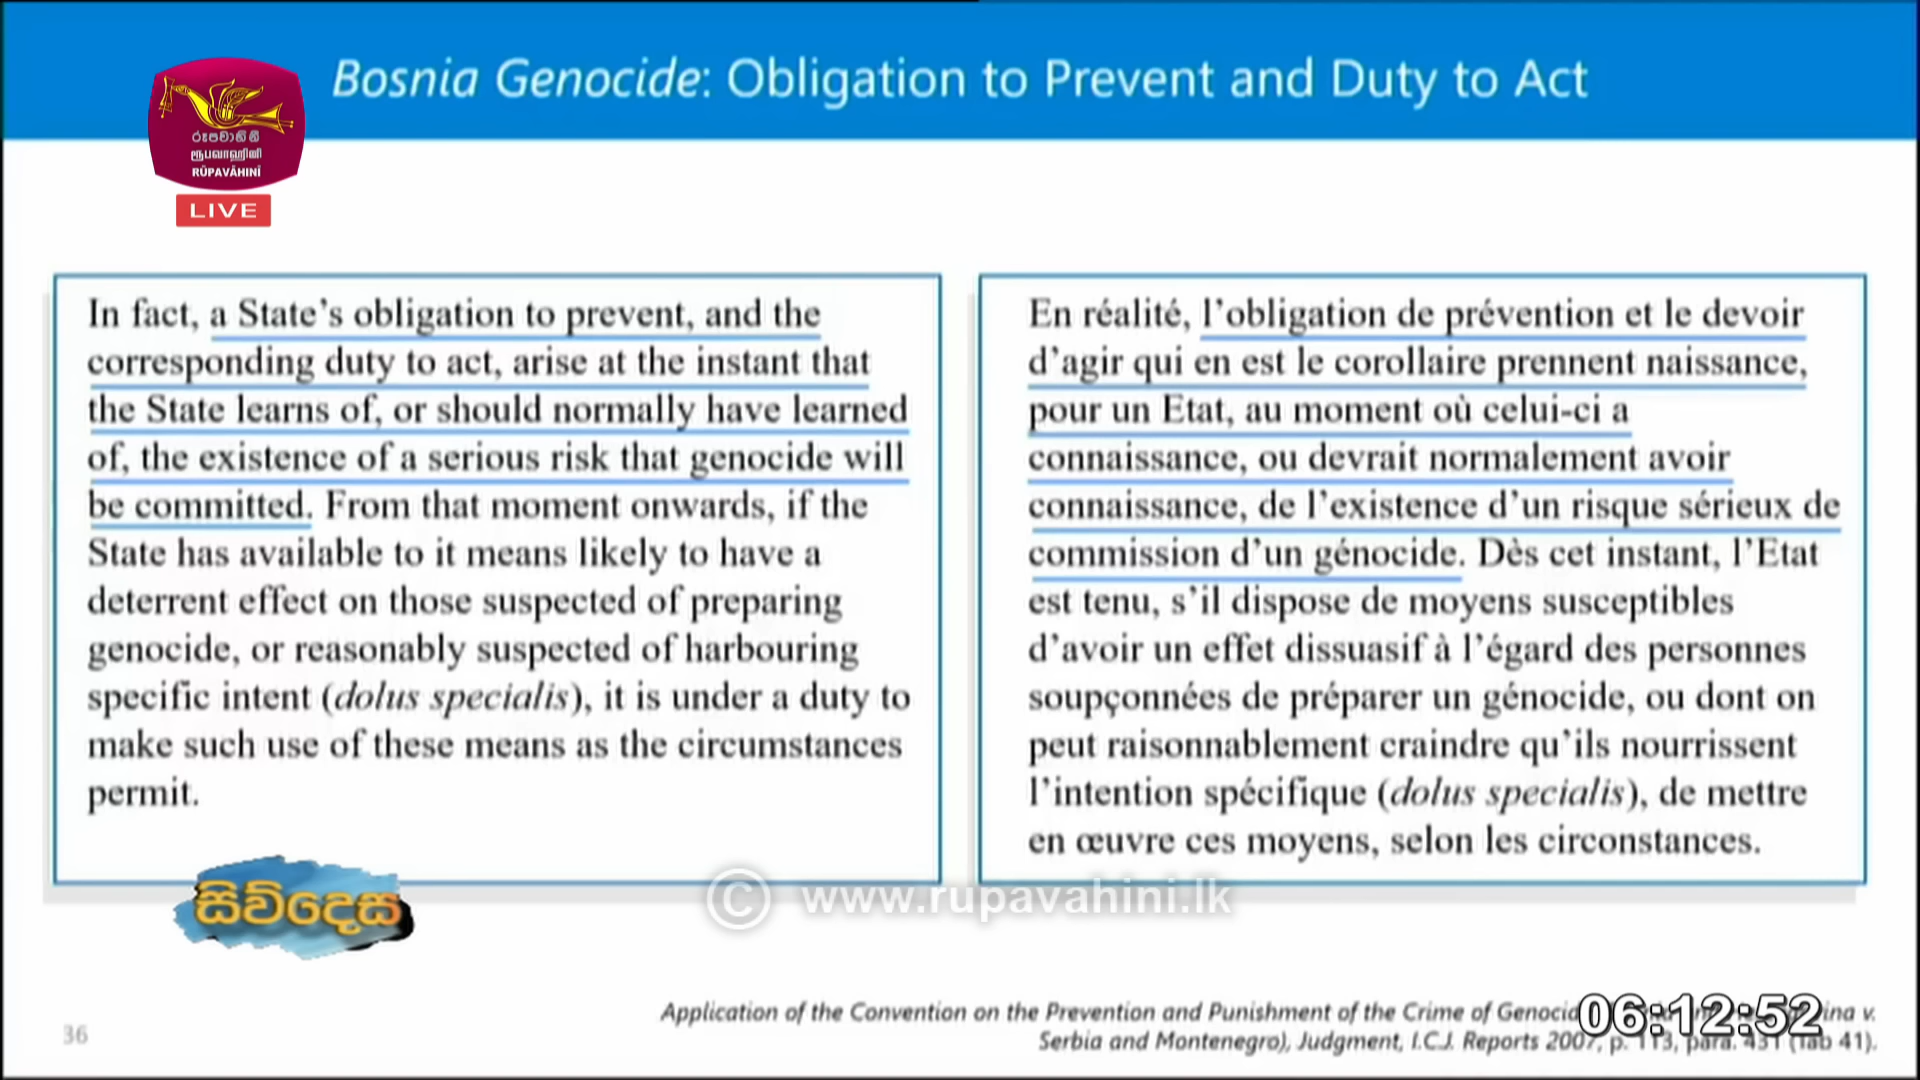 Bosnia Genocide: Obligation to Prevent and Duty to Act
රූපවාහිනී
ரூபவாஹினி
RŪPAVĀHINĪ
LIVE
In fact, a State's obligation to prevent, and the
corresponding duty to act, arise at the instant that
the State learns of, or should normally have learned
of, the existence of a serious risk that genocide will
be committed. From that moment onwards, if the
State has available to it means likely to have a
deterrent effect on those suspected of preparing
genocide, or reasonably suspected of harbouring
specific intent (dolus specialis), it is under a duty to
make such use of these means as the circumstances
permit.
En réalité, l'obligation de prévention et le devoir
d'agir qui en est le corollaire prennent naissance,
pour un Etat, au moment où celui-ci a
connaissance, ou devrait normalement avoir
connaissance, de l'existence d'un risque sérieux de
commission d'un génocide. Dès cet instant, l'Etat
est tenu, s'il dispose de moyens susceptibles
d'avoir un effet dissuasif à l'égard des personnes
soupçonnées de préparer un génocide, ou dont on
peut raisonnablement craindre qu'ils nourrissent
l'intention spécifique (dolus specialis), de mettre
en œuvre ces moyens, selon les circonstances.
සිව්දෙස
© www.rupavahini.lk
Application of the Convention on the Prevention and Punishment of the Crime of v.
Serbia and Montenegro), Judgment, I.C.J. Reports 2007, p. 113, para. 431 (Tab 41).
06:12:52
36